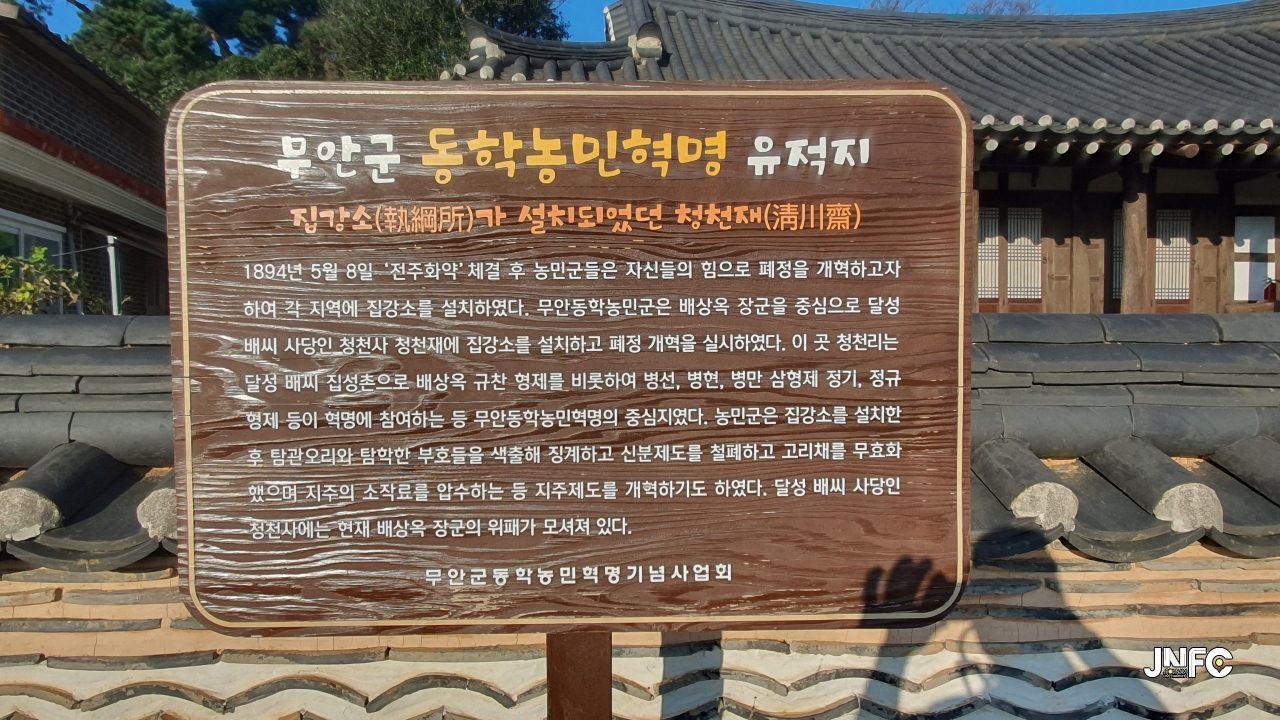 무안군 동학농민혁명 유적지
집강소(執綱所)가 설치되었던 청천재(淸川齋)
1894년 5월 8일 '전주화약' 체결 후 농민군들은 자신들의 힘으로 폐정을 개혁하고자
하여 각 지역에 집강소를 설치하였다. 무안동학농민군은 배상옥 장군을 중심으로 달성
배씨 사당인 청천사 청천재에 집강소를 설치하고 폐정 개혁을 실시하였다. 이 곳 청천리는
달성 배씨 집성촌으로 배상옥 규찬 형제를 비롯하여 병선, 병현, 병만 삼형제 정기, 정규
형제 등이 혁명에 참여하는 등 무안동학농민혁명의 중심지였다. 농민군은 집강소를 설치한
후 탐관오리와 탐학한 부호들을 색출해 징계하고 신분제도를 철폐하고 고리채를 무효화
했으며 지주의 소작료를 압수하는 등 지주제도를 개혁하기도 하였다. 달성 배씨 사당인
청천사에는 현재 배상옥 장군의 위패가 모셔져 있다.
무안군동학농민혁명기념사업회
JNFC